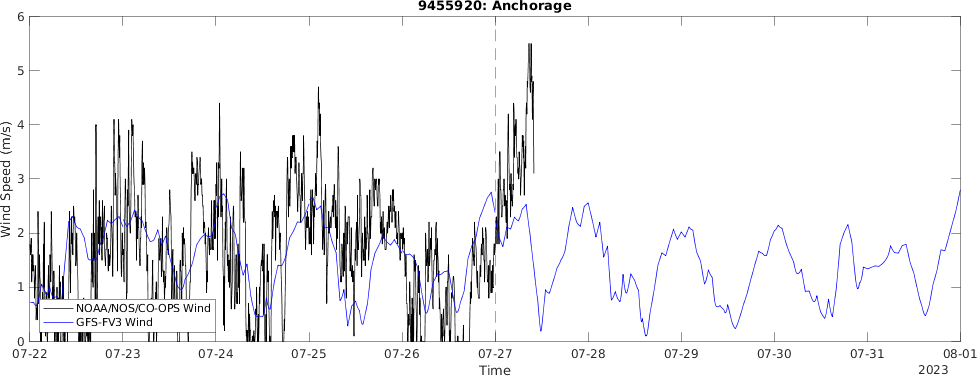 9455920: Anchorage
Wind Speed (m/s)
6
5
4
3
2
1
0
NOAA/NOS/CO-OPS Wind
GFS-FV3 Wind
07-22 07-23 07-24 07-25 07-26 07-27 07-28 07-29 07-30 07-31 08-01
Time
2023